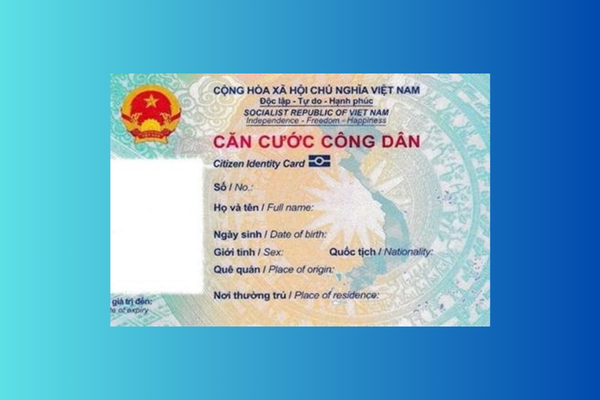 CỘNG HÒA XÃ HỘI CHỦ NGHĨA VIỆT NAM
Độc lập - Tự do - Hạnh phúc
SOCIALIST REPUBLIC OF VIET NAM
Independence - Freedom - Happiness
CĂN CƯỚC CÔNG DÂN
Citizen Identity Card
Số / No.:
Họ và tên / Full name:
Ngày sinh / Date of birth:
Giới tính / Sex: Quốc tịch / Nationality:
Quê quán / Place of origin:
Nơi thường trú / Place of residence:
giá trị đến:
of expiry